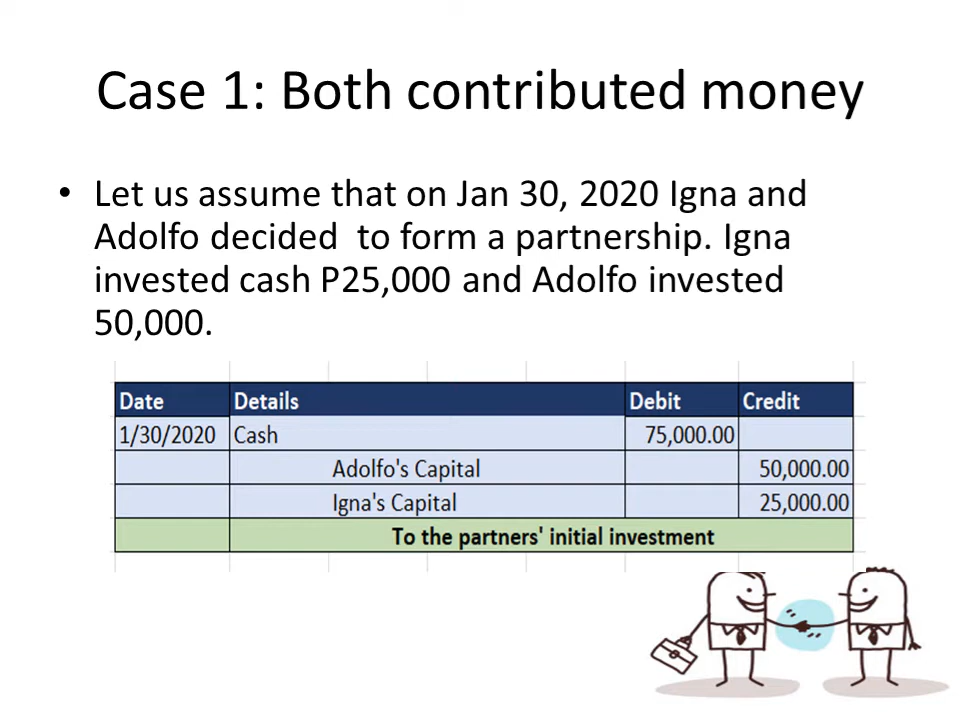 Case 1: Both contributed money
• Let us assume that on Jan 30, 2020 Igna and
Adolfo decided  to form a partnership. Igna
invested cash P25,000 and Adolfo invested
50,000.
Date Details Debit Credit
1/30/2020 Cash 75,000.00
Adolfo's Capital 50,000.00
Igna's Capital 25,000.00
To the partners' initial investment